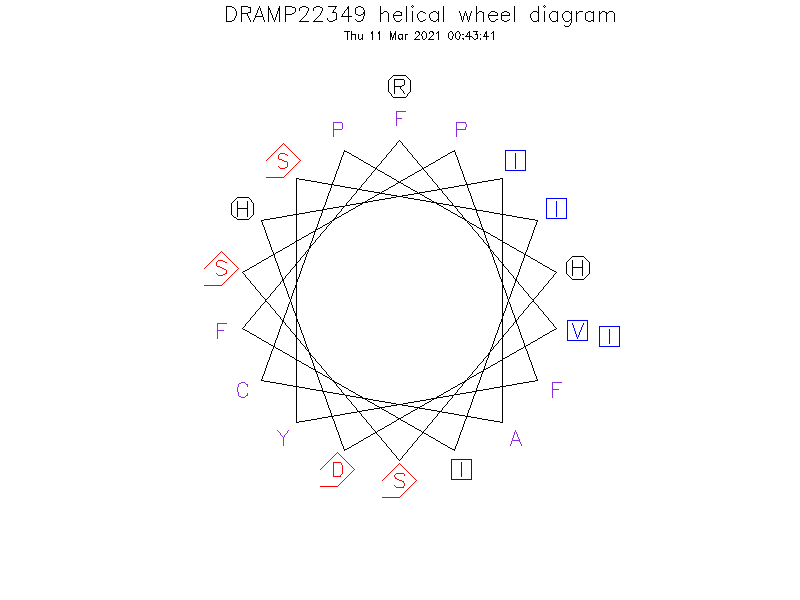 DRAMP22349 helical wheel diagram
Thu 11 Mar 2021 00:43:41
R
P F P
S I
H I
S H
F V I
C F
Y A
D S I